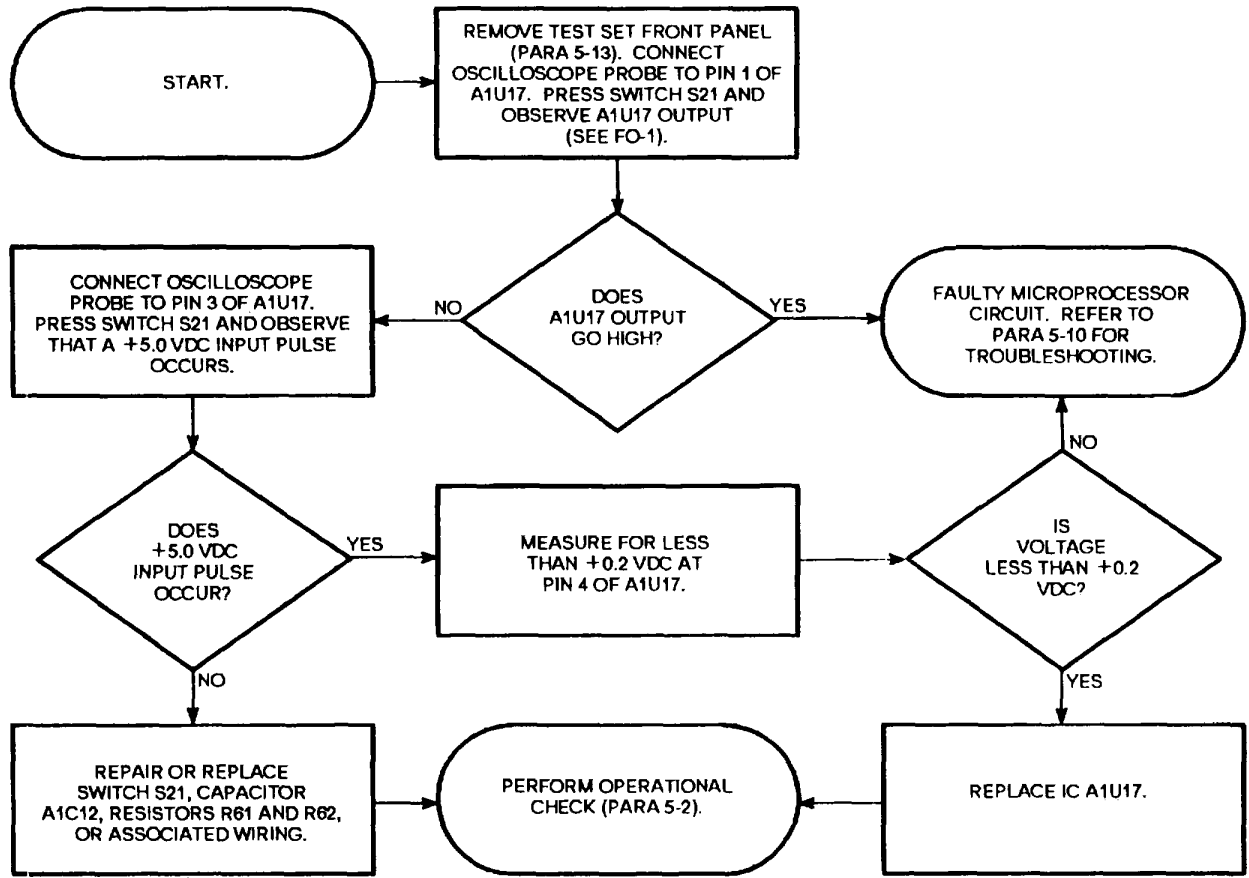 START.
REMOVE TEST SET FRONT PANEL
(PARA 5-13). CONNECT
OSCILLOSCOPE PROBE TO PIN 1 OF
A1U17. PRESS SWITCH S21 AND
OBSERVE A1U17 OUTPUT
(SEE FO-1).
CONNECT OSCILLOSCOPE
PROBE TO PIN 3 OF A1U17.
PRESS SWITCH S21 AND OBSERVE
THAT A +5.0 VDC INPUT PULSE
OCCURS.
NO
DOES
A1U17 OUTPUT
GO HIGH?
YES
FAULTY MICROPROCESSOR
CIRCUIT. REFER TO
PARA 5-10 FOR
TROUBLESHOOTING.
NO
DOES
+5.0 VDC
INPUT PULSE
OCCUR?
YES
MEASURE FOR LESS
THAN +0.2 VDC AT
PIN 4 OF A1U17.
IS
VOLTAGE
LESS THAN +0.2
VDC?
NO
YES
REPAIR OR REPLACE
SWITCH S21, CAPACITOR
A1C12, RESISTORS R61 AND R62,
OR ASSOCIATED WIRING.
PERFORM OPERATIONAL
CHECK (PARA 5-2).
REPLACE IC A1U17.